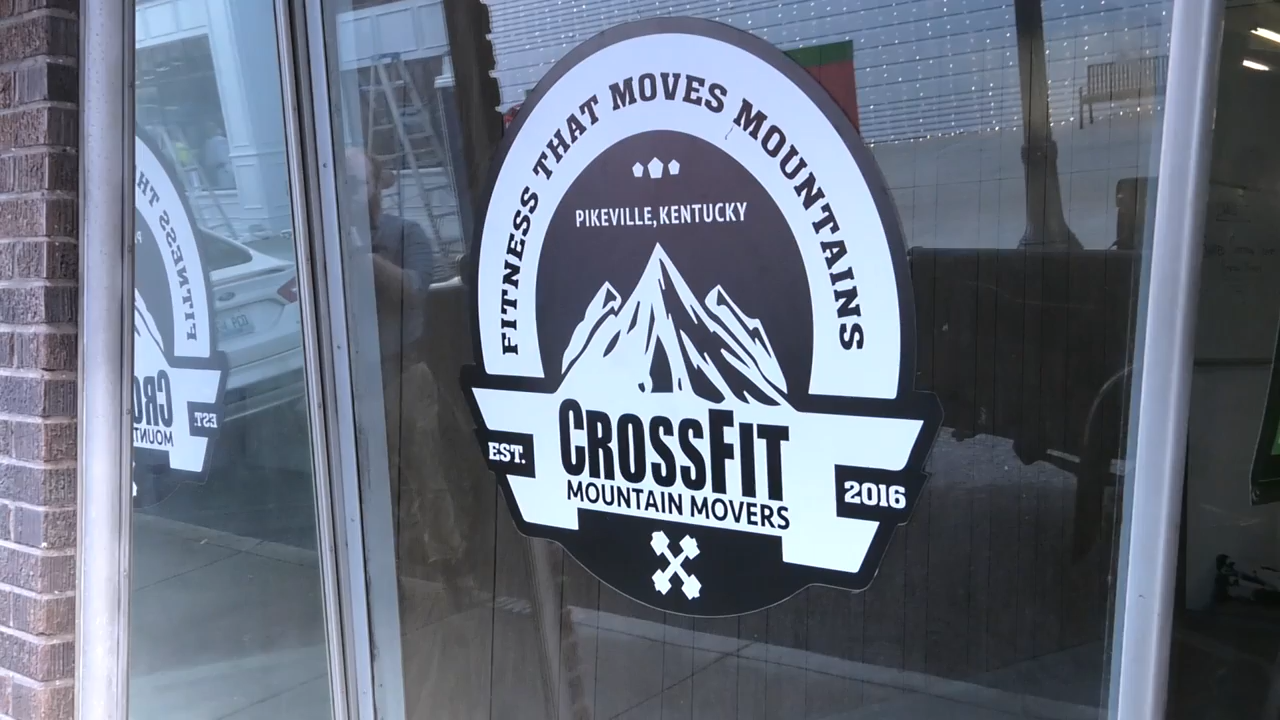 FITNESS THAT MOVES MOUNTAINS
PIKEVILLE, KENTUCKY
CROSSFIT
MOUNTAIN MOVERS
EST.
2016